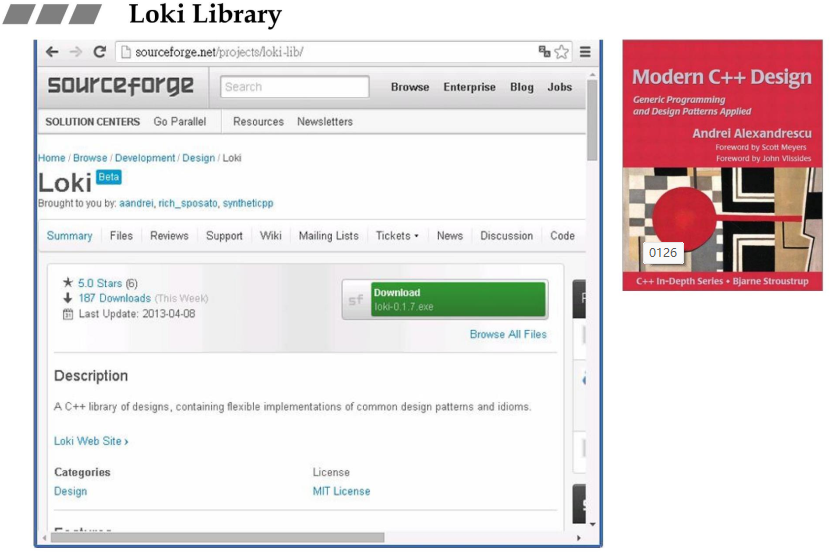 Loki Library
sourceforge.net/projects/loki-lib/
sourceforge
Search
Browse Enterprise Blog Jobs
SOLUTION CENTERS Go Parallel Resources Newsletters
Home / Browse / Development / Design / Loki
Loki Beta
Brought to you by: aandrei, rich_sposato, syntheticpp
Summary Files Reviews Support Wiki Mailing Lists Tickets News Discussion Code
5.0 Stars (6)
187 Downloads (This Week)
Last Update: 2013-04-08
sf
Download
loki-0.1.7.exe
Browse All Files
Description
A C++ library of designs, containing flexible implementations of common design patterns and idioms.
Loki Web Site ›
Categories License
Design MIT License
Modern C++ Design
Generic Programming
and Design Patterns Applied
Andrei Alexandrescu
Foreword by Scott Meyers
Foreword by John Vlissides
0126
C++ In-Depth Series • Bjarne Stroustrup